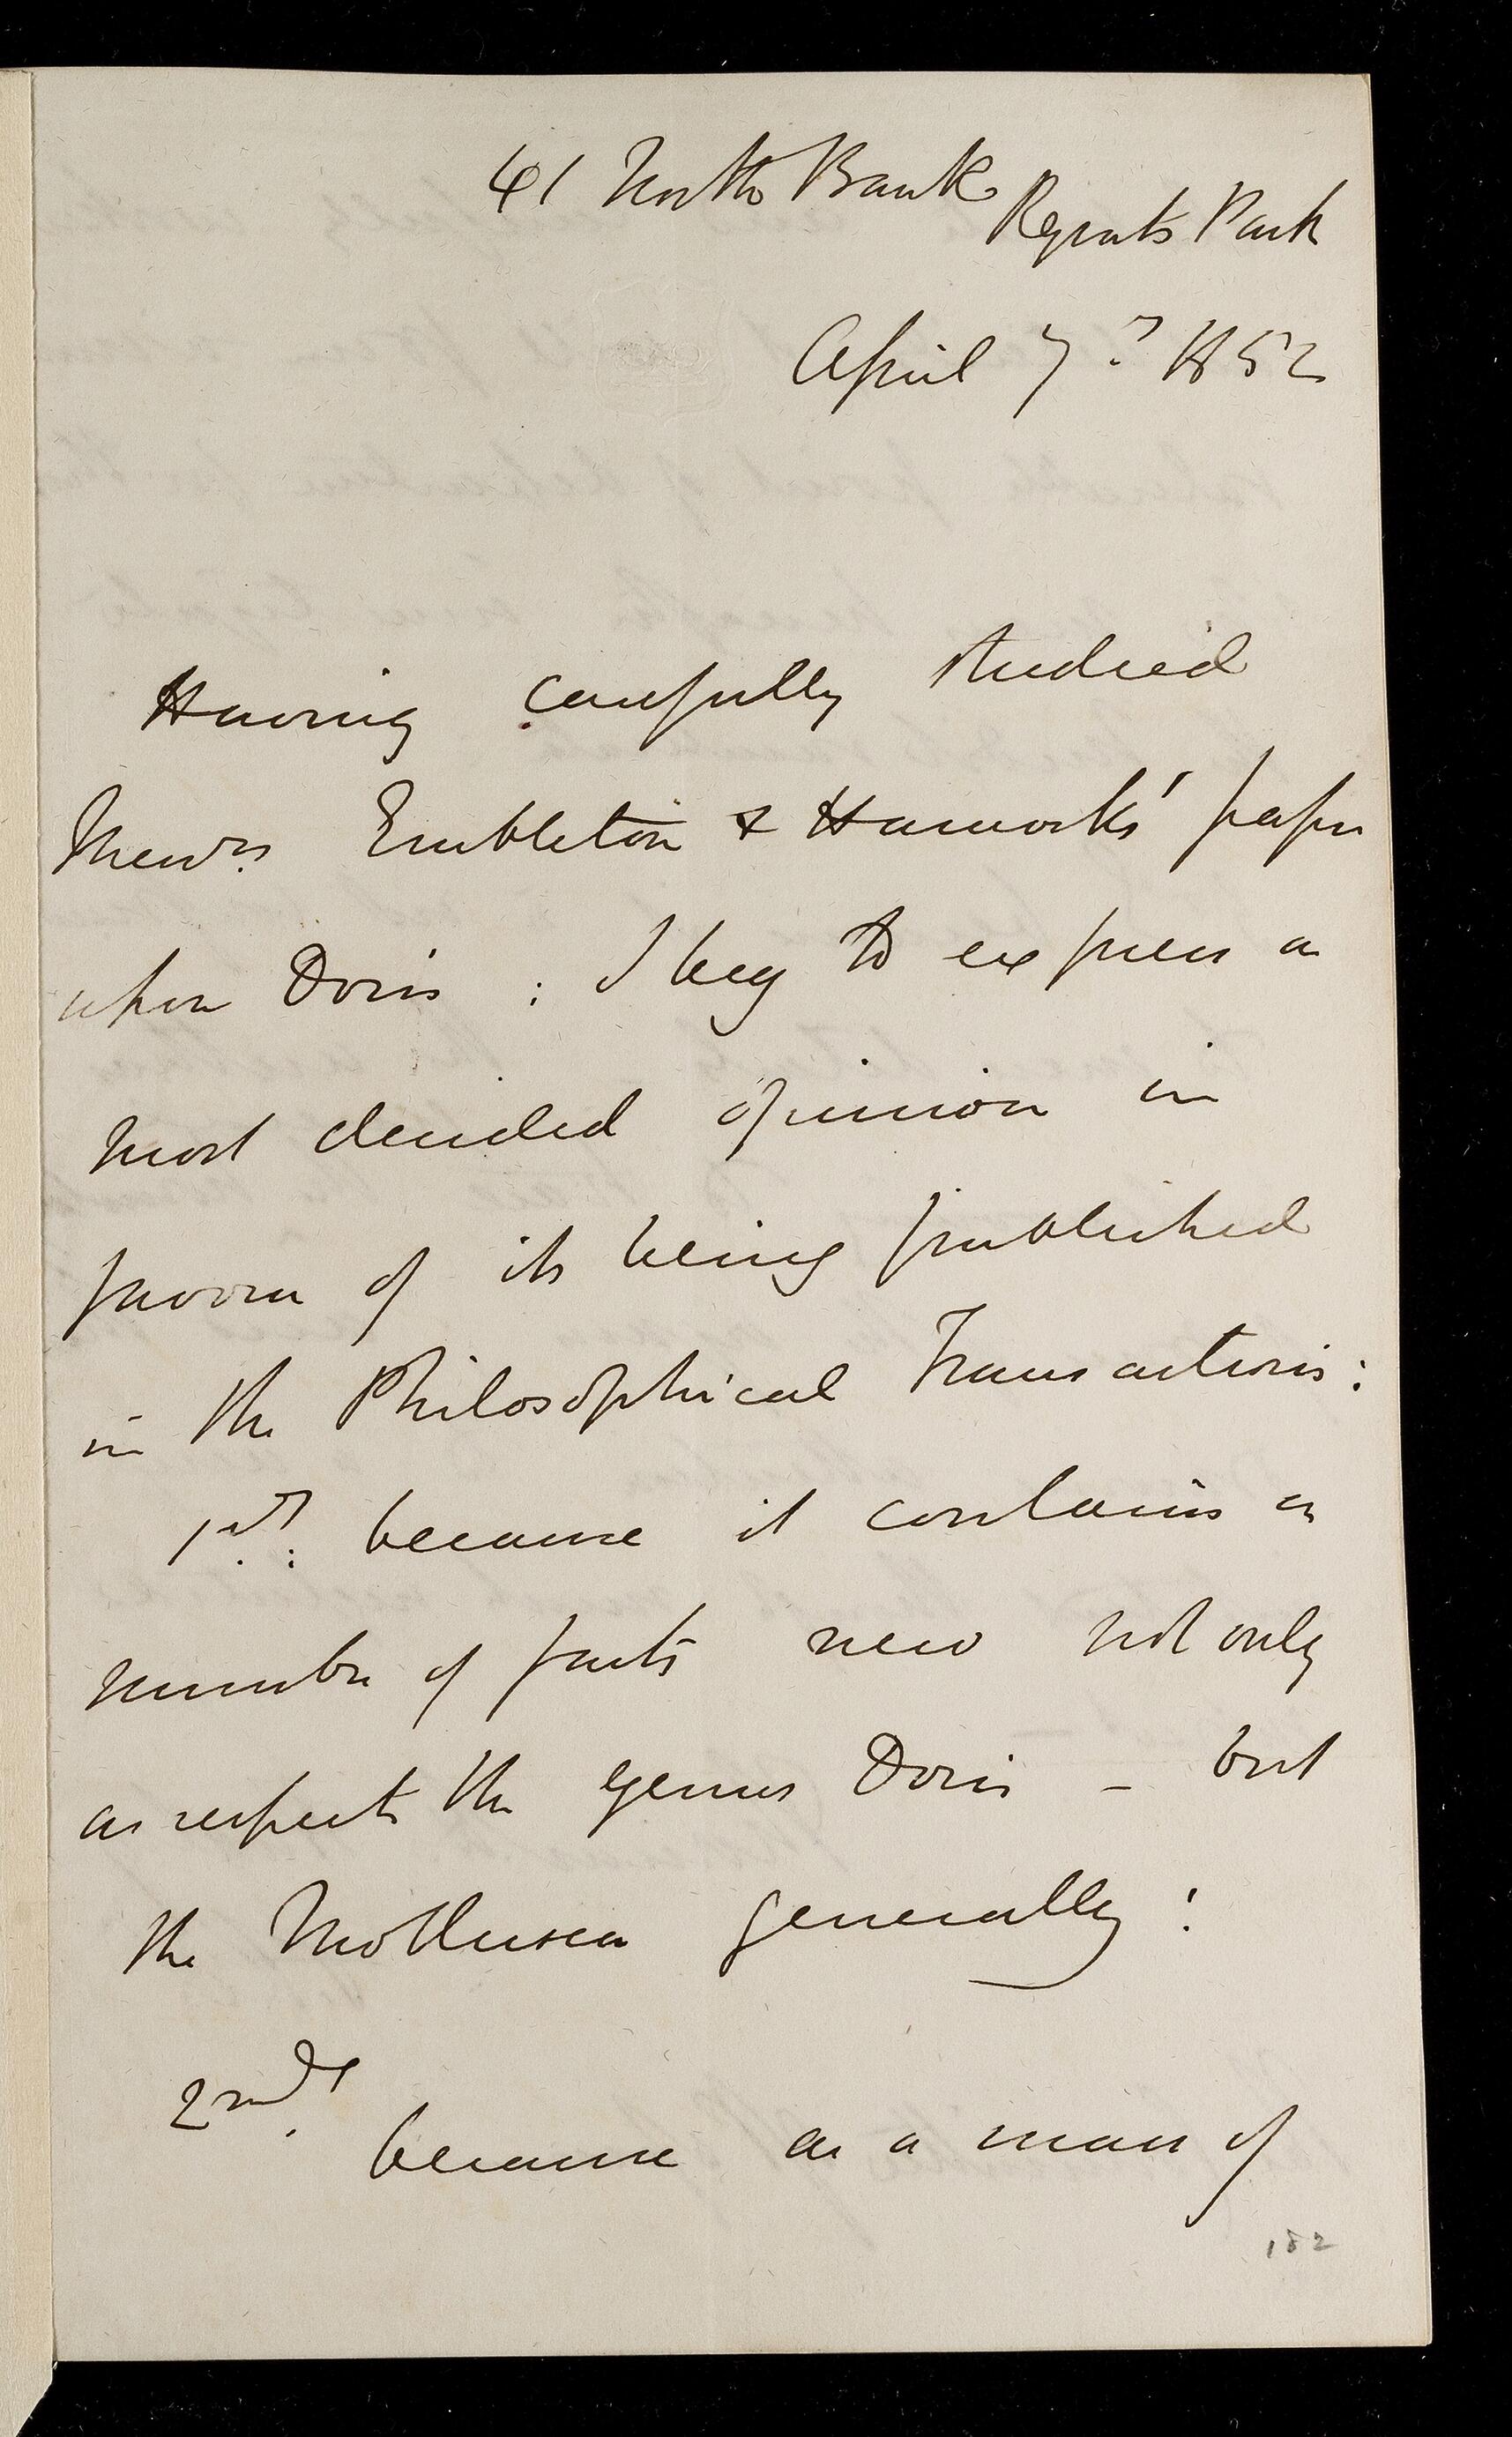 41 North Bank
Regents Park
April 7th 1852
Having carefully studied
Messrs Embleton & Hancock's paper
upon Doris : I beg to express a
most decided opinion in
favour of its being published
in the Philosophical Transactions:
1st: because it contains a
number of facts new not only
as respects the genus Doris – but
the Mollusca generally:
2ndly
because as a mass of
182